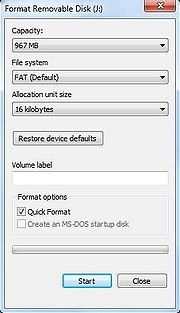 Format Removable Disk (J:)
Capacity:
967 MB
File system
FAT (Default)
Allocation unit size
16 kilobytes
Restore device defaults
Volume label
Format options
Quick Format
Create an MS-DOS startup disk
Start
Close